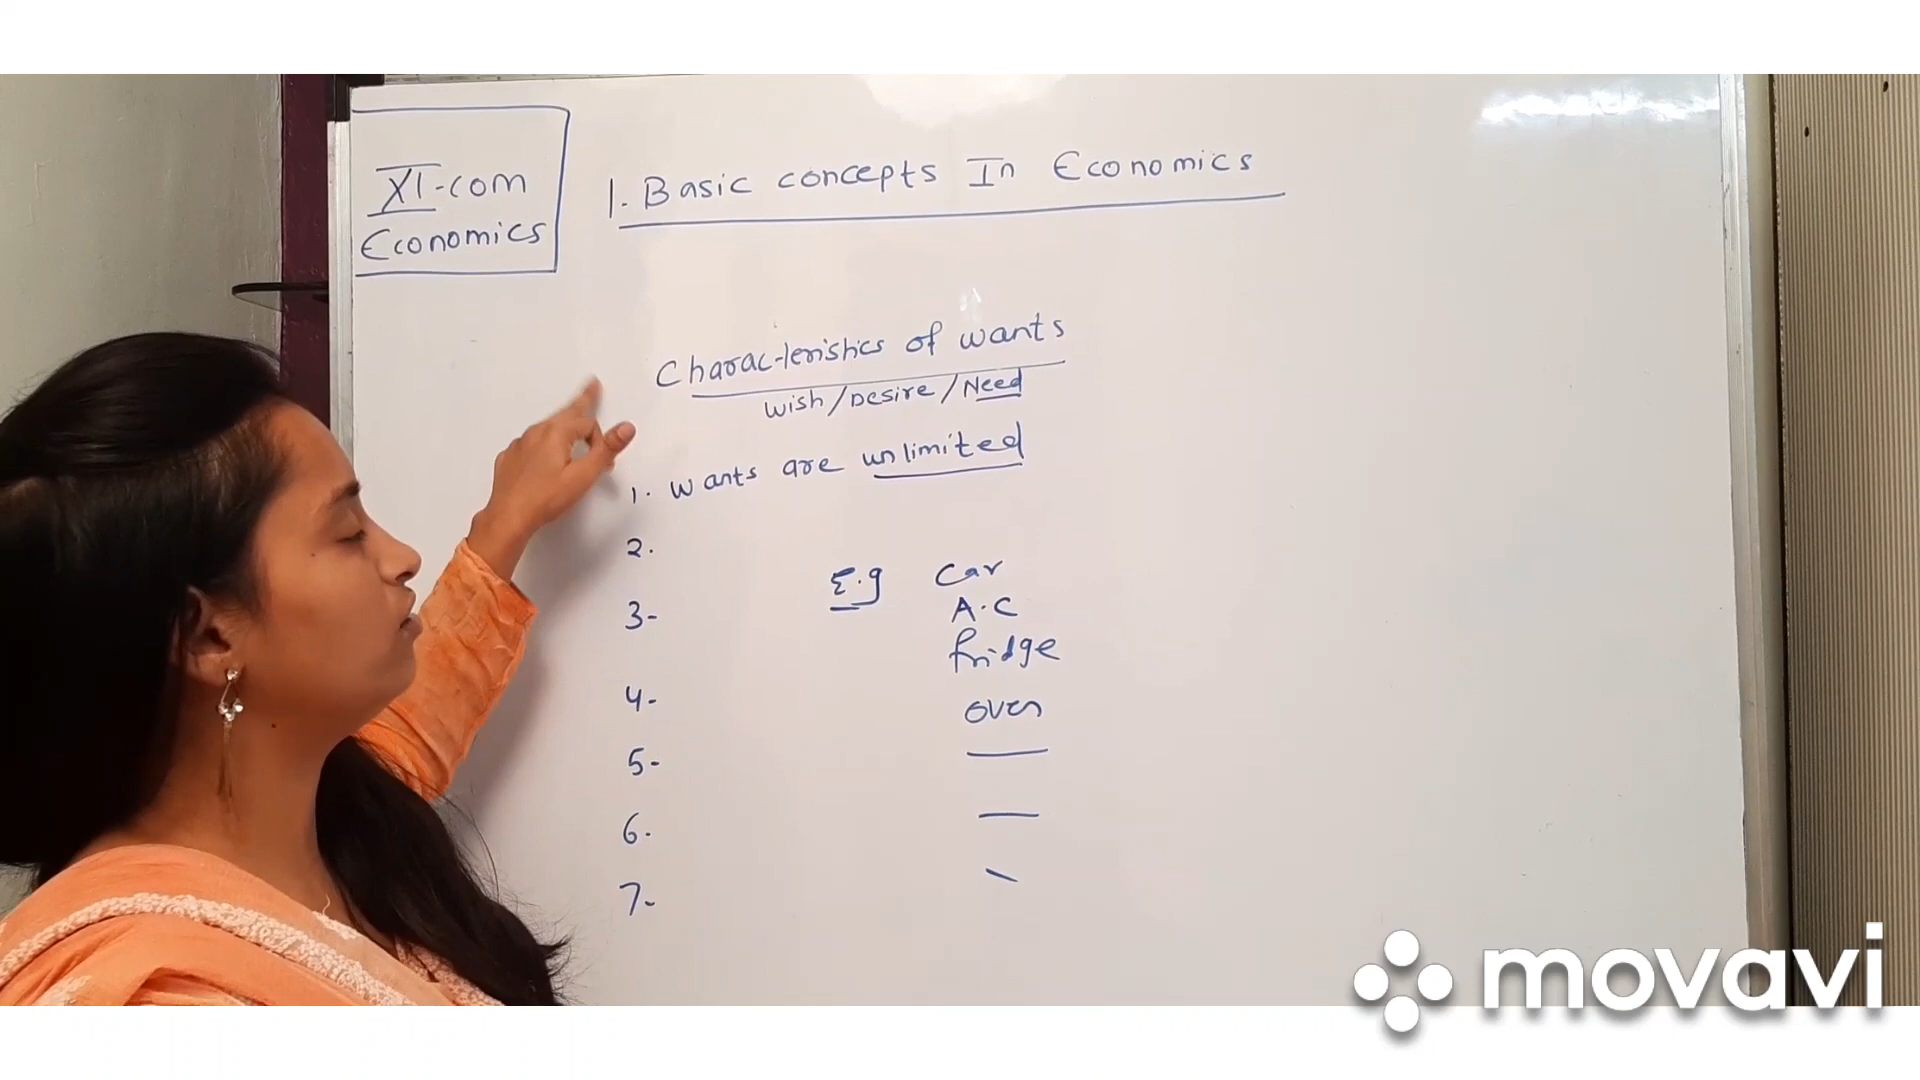 XI-com
Economics
1. Basic concepts In Economics
Characteristics of wants
Wish/Desire/Need
1. Wants are unlimited
2.
E.g Car
A.C
3-
fridge
4-
oven
5-
6.
7-
movavi